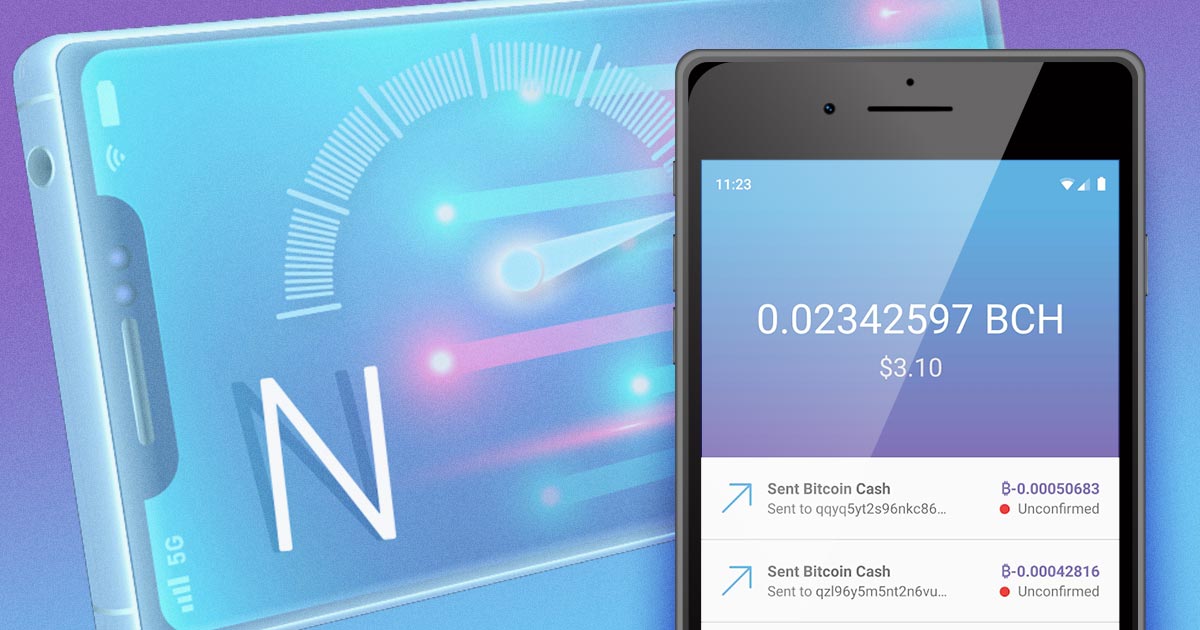 5G
N
11:23
0.02342597 BCH
$3.10
Sent Bitcoin Cash
₿-0.00050683
Sent to qqyq5yt2s96nkc86...
Unconfirmed
Sent Bitcoin Cash
₿-0.00042816
Sent to qzl96y5m5nt2n6vu...
Unconfirmed